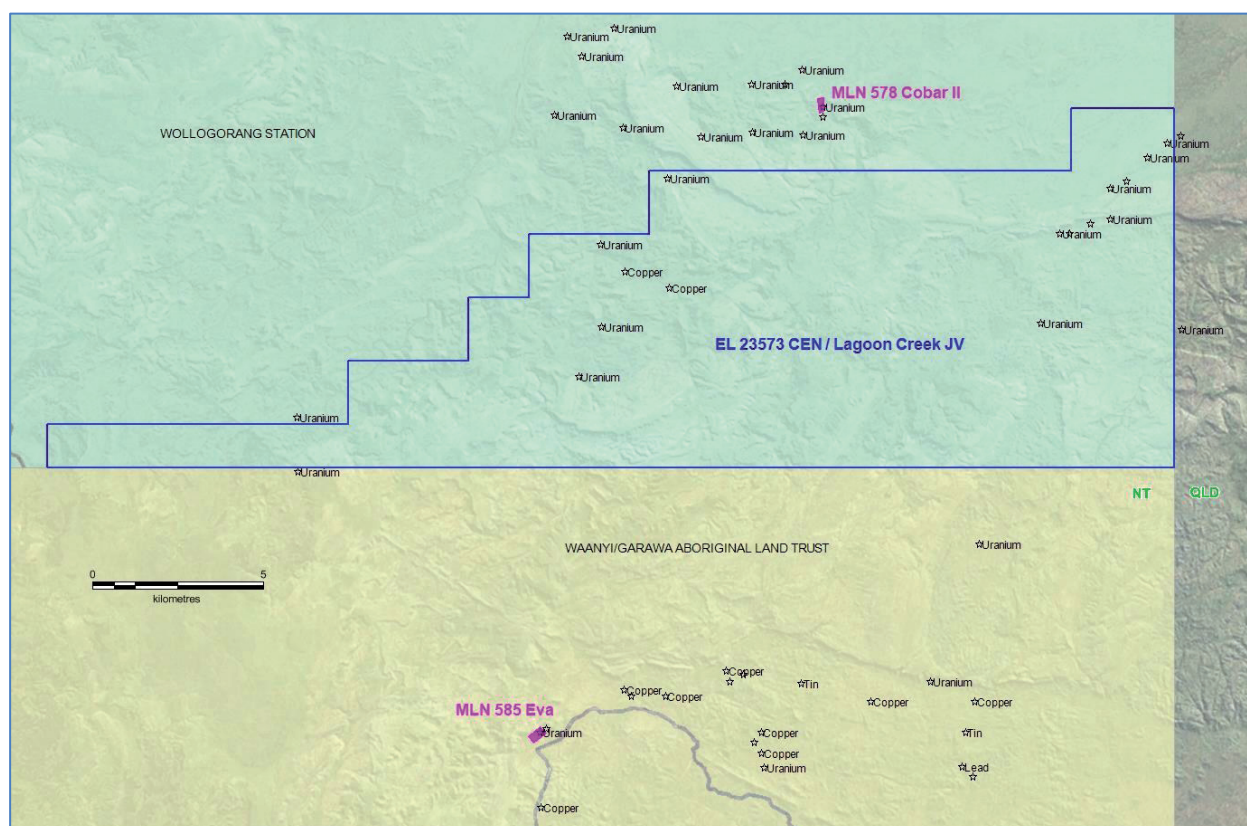 Uranium
Uranium
Uranium
Uranium
Uranium
Uranium
MLN 578 Cobar II
Uranium
Uranium
Uranium
WOLLOGORANG STATION
Uranium
Uranium
Uranium
Uranium
Uranium
Uranium
Uranium
Uranium
Uranium
Uranium
Uranium
Copper
Copper
Uranium
Uranium
Uranium
EL 23573 CEN / Lagoon Creek JV
Uranium
Uranium
Uranium
NT QLD
Uranium
WAANYI/GARAWA ABORIGINAL LAND TRUST
0 5
kilometres
Copper
Tin
Uranium
Copper
Copper
Copper
Copper
MLN 585 Eva
Uranium
Copper
Tin
Copper
Uranium
Lead
Copper